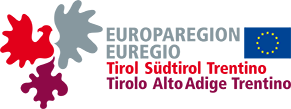 EUROPAREGION
EUREGIO
Tirol Südtirol Trentino
Tirolo Alto Adige Trentino